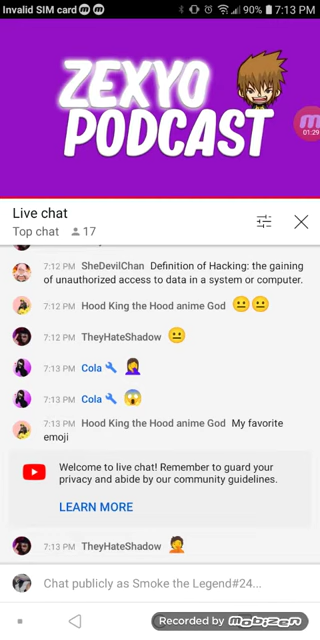 Invalid SIM card
90% 7:13 PM
ZEXYO
PODCAST
01:29
Live chat
Top chat 17
7:12 PM SheDevilChan Definition of Hacking: the gaining
of unauthorized access to data in a system or computer.
7:12 PM Hood King the Hood anime God 😐😐
7:12 PM TheyHateShadow 😐
7:13 PM Cola 🔧 🤦‍♀️
7:13 PM Cola 🔧 😱
7:13 PM Hood King the Hood anime God My favorite
emoji
Welcome to live chat! Remember to guard your
privacy and abide by our community guidelines.
LEARN MORE
7:13 PM TheyHateShadow 🤦
Chat publicly as Smoke the Legend#24...
Recorded by mobizen